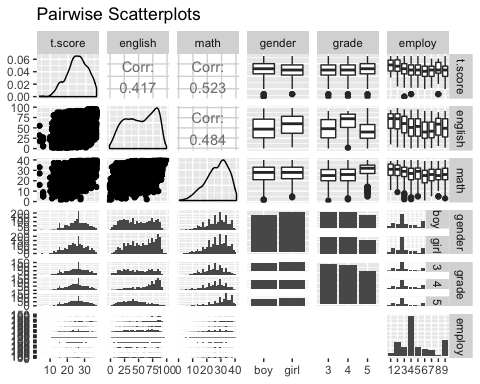 Pairwise Scatterplots
t.score english math gender grade employ
0.06
0.04
0.02
0.00
Corr:
0.417
Corr:
0.523
t.score
100
75
50
25
0
Corr:
0.484
english
40
30
20
10
0
math
boy
girl
gender
3
4
5
grade
employ
10 20 30 0 25 50 75 100 0 10 20 30 40 boy girl 3 4 5 1 2 3 4 5 6 7 8 9